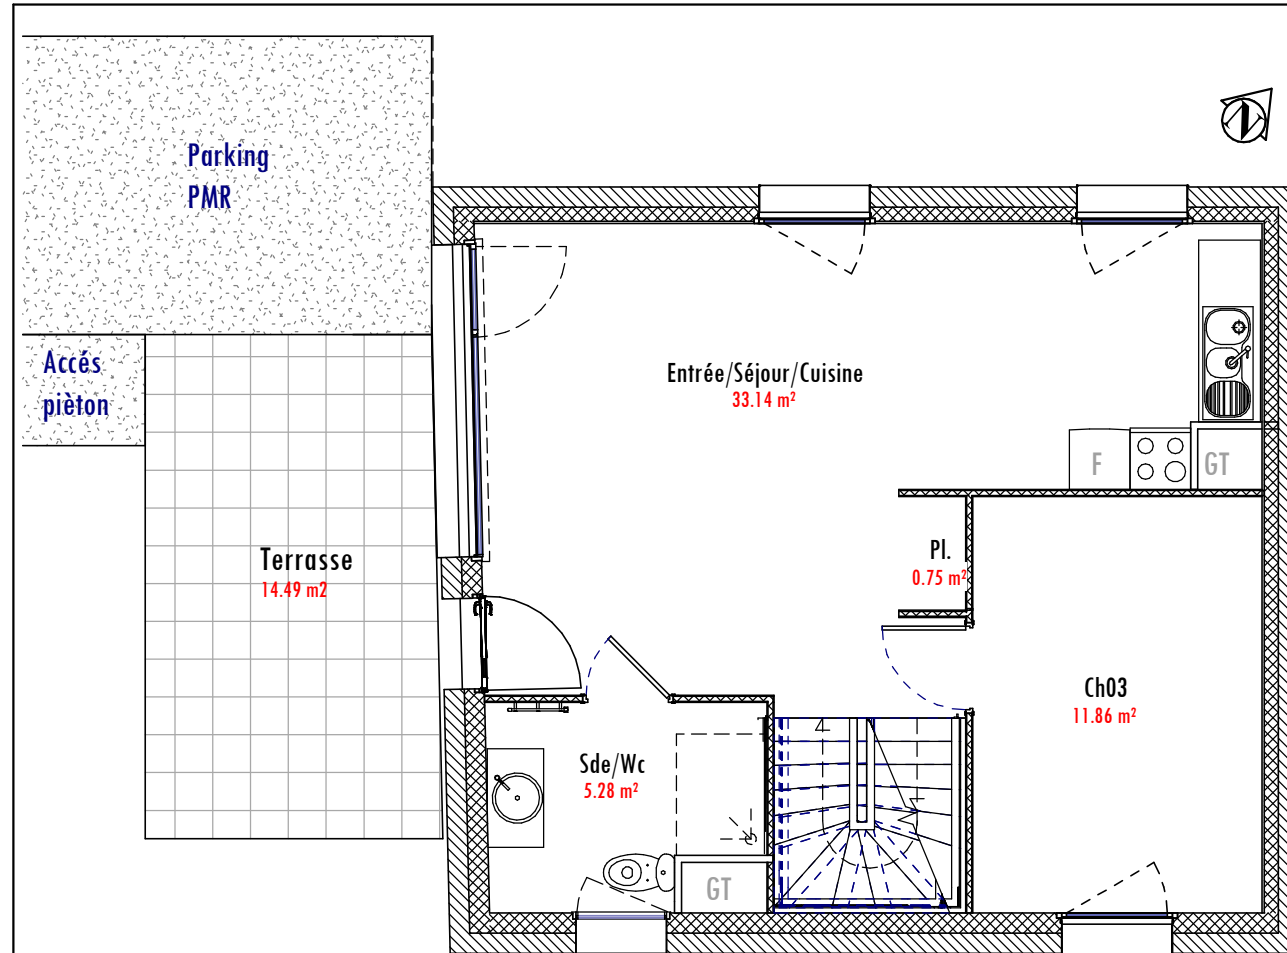 Parking
PMR
N
Accés
pièton
Entrée/Séjour/Cuisine
33.14 m²
F
GT
Terrasse
14.49 m2
Pl.
0.75 m²
Ch03
11.86 m²
Sde/Wc
5.28 m²
GT